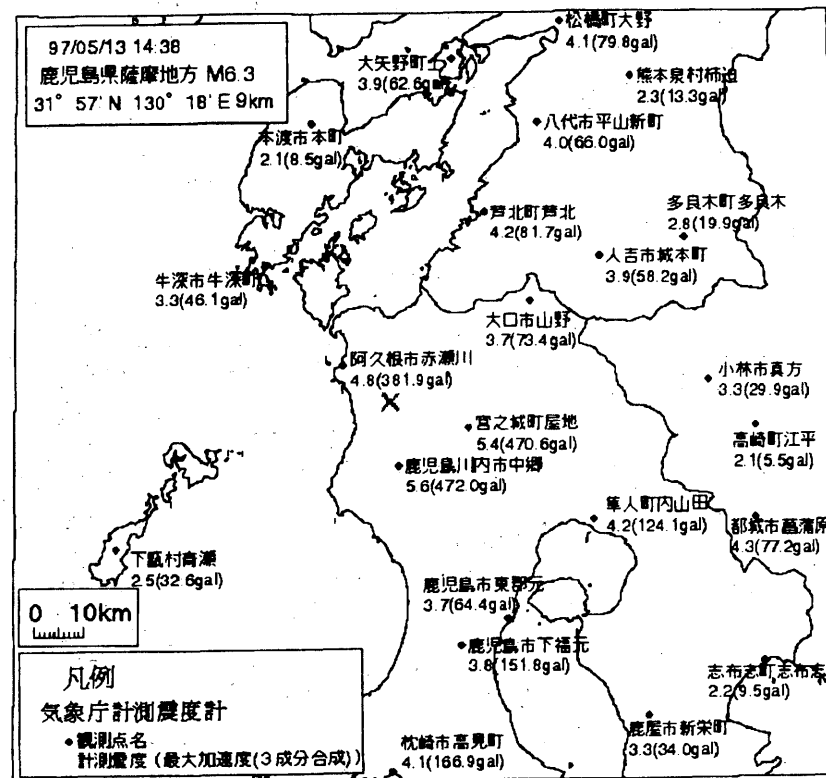 97/05/13 14:38
鹿児島県薩摩地方 M6.3
31° 57' N 130° 18' E 9km
松橋町大野
4.1(79.8gal)
大矢野町上
3.9(62.6gal)
熊本泉村柿迫
2.3(13.3gal)
本渡市本町
2.1(8.5gal)
八代市平山新町
4.0(66.0gal)
芦北町芦北
4.2(81.7gal)
多良木町多良木
2.8(19.9gal)
人吉市城本町
3.9(58.2gal)
牛深市牛深町
3.3(46.1gal)
大口市山野
3.7(73.4gal)
阿久根市赤瀬川
4.8(381.9gal)
小林市真方
3.3(29.9gal)
宮之城町屋地
5.4(470.6gal)
高崎町江平
2.1(5.5gal)
鹿児島川内市中郷
5.6(472.0gal)
隼人町内山田
4.2(124.1gal)
都城市菖蒲原
4.3(77.2gal)
下甑村青瀬
2.5(32.6gal)
鹿児島市東郡元
3.7(64.4gal)
鹿児島市下福元
3.8(151.8gal)
志布志町志布志
2.2(9.5gal)
鹿屋市新栄町
3.3(34.0gal)
枕崎市高見町
4.1(166.9gal)
0 10km
凡例
気象庁計測震度計
観測点名
計測震度 (最大加速度(3成分合成))